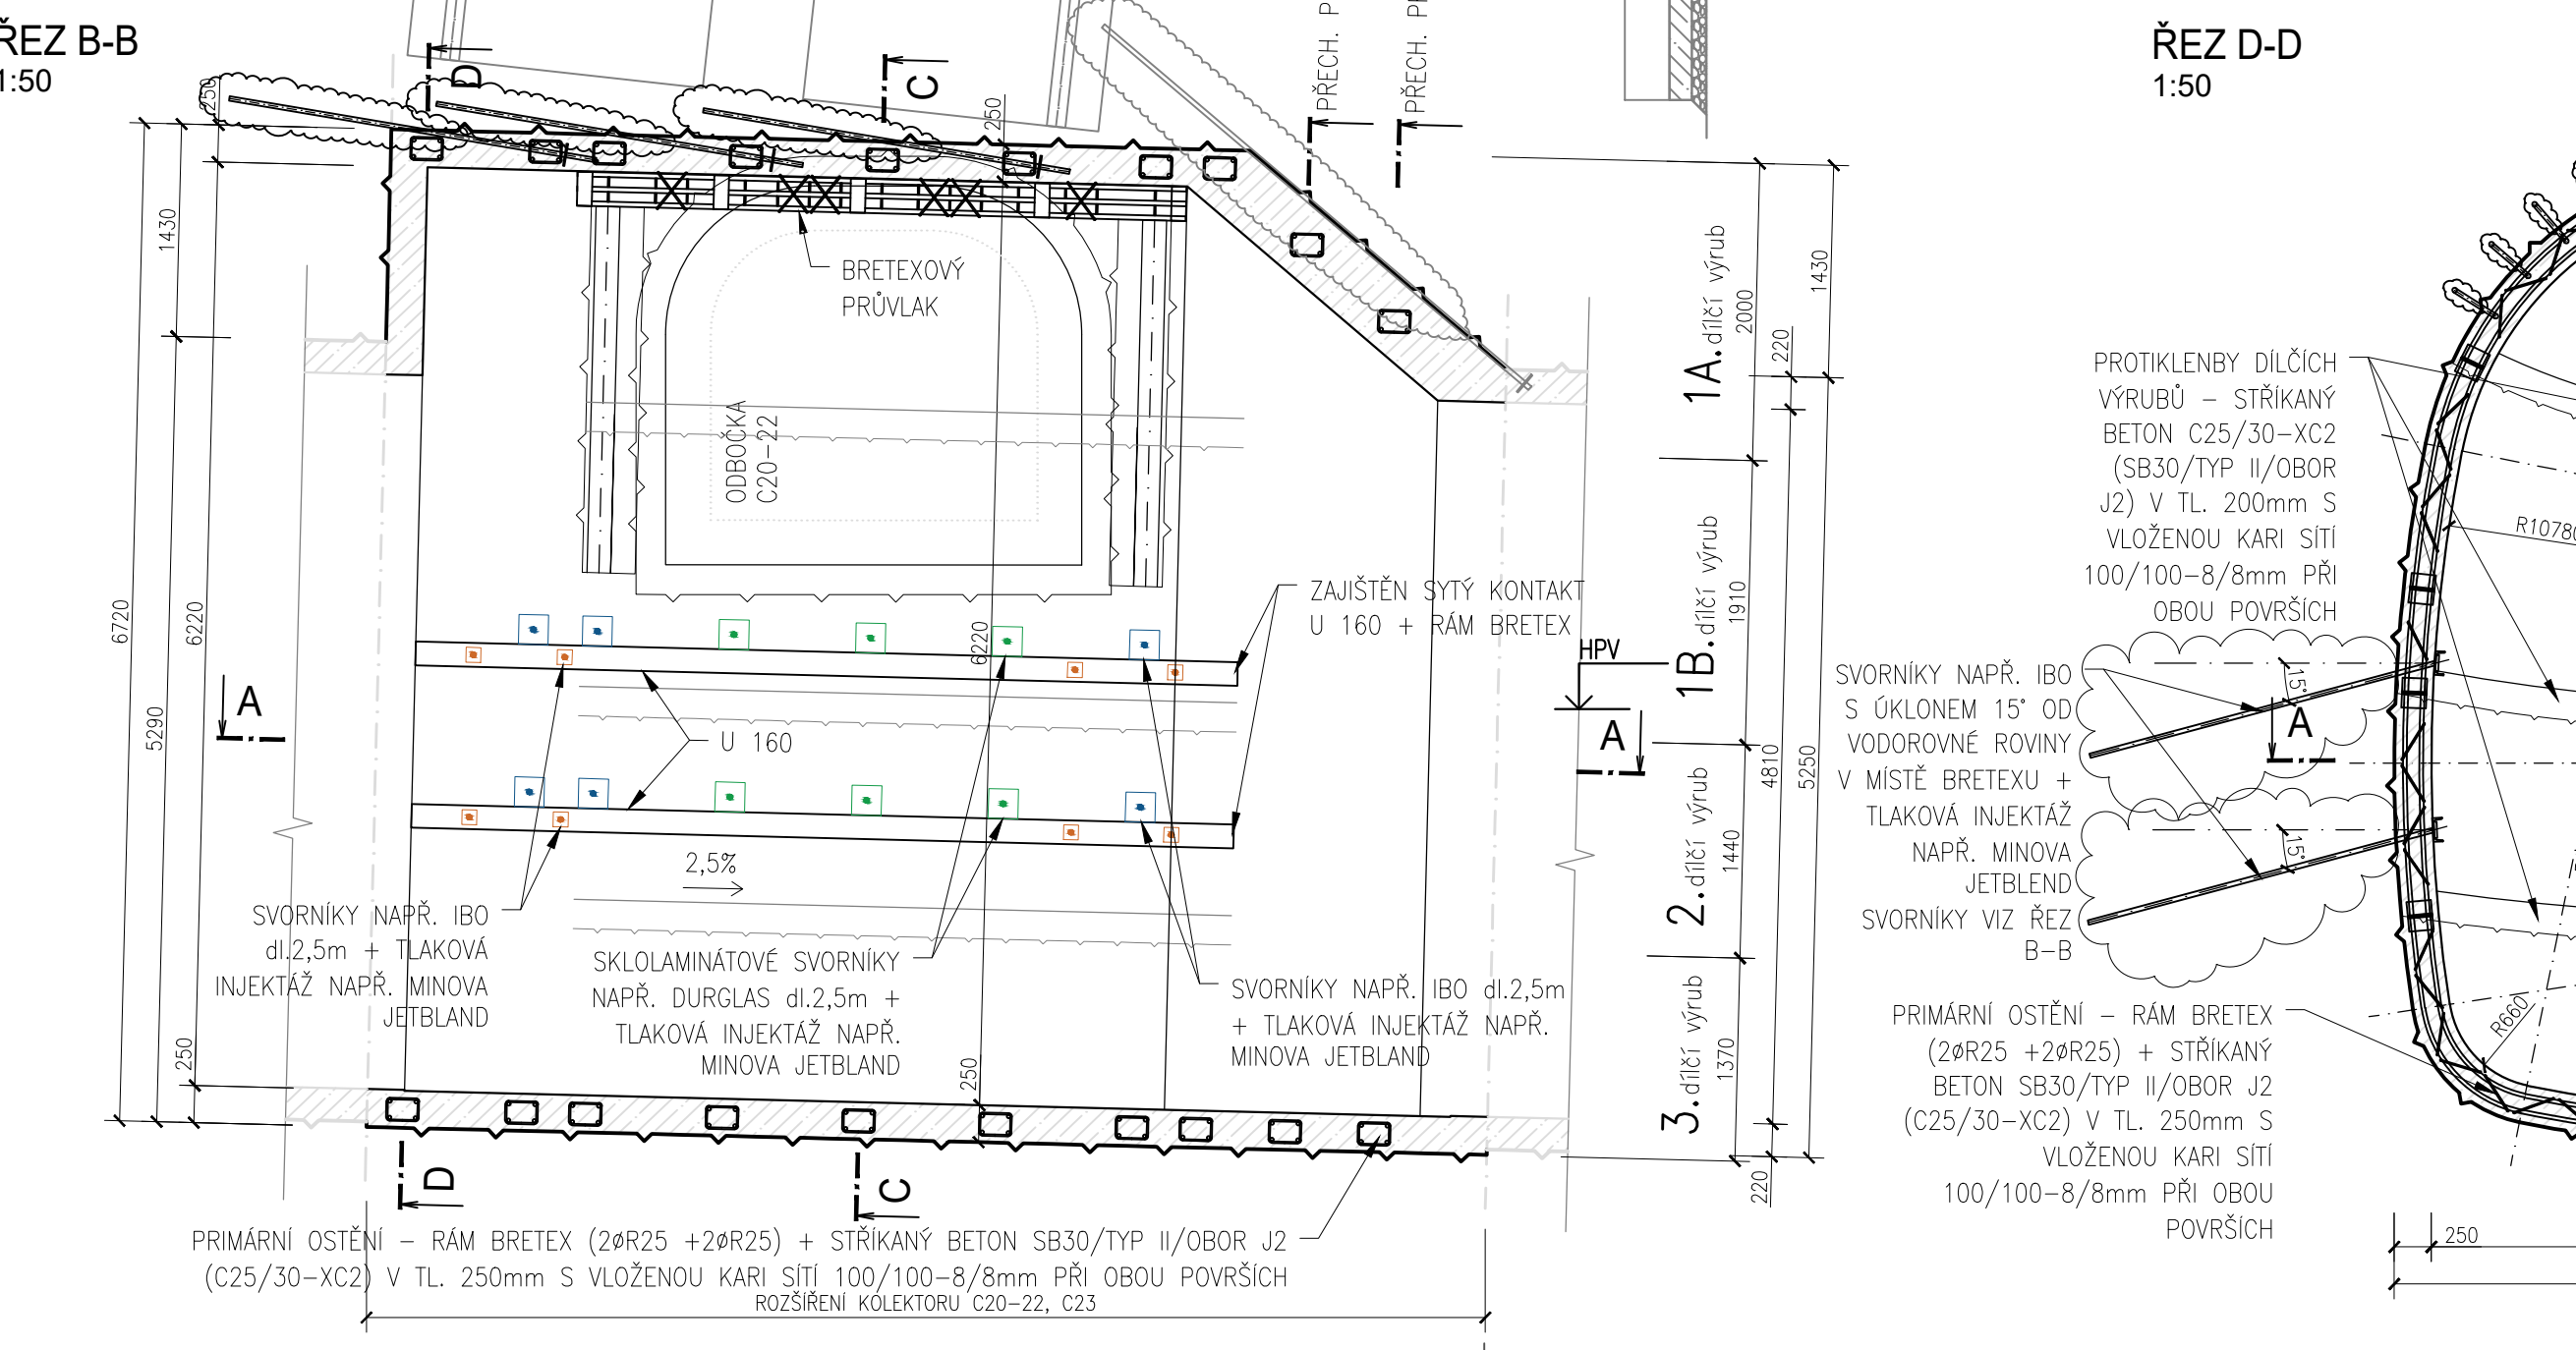 ŘEZ B-B
1:50
ŘEZ D-D
1:50
D
C
PŘECH.
PŘECH.
250
250
1430
6720
5290
6220
250
BRETEXOVÝ
PRŮVLAK
ODBOČKA
C20-22
6220
250
1A.dílčí výrub
2000
1B.dílčí výrub
1910
2.dílčí výrub
1440
3.dílčí výrub
1370
220
1430
4810
5250
220
ZAJIŠTĚN SYTÝ KONTAKT
U 160 + RÁM BRETEX
HPV
A
A
U 160
2,5%
SVORNÍKY NAPŘ. IBO
dl.2,5m + TLAKOVÁ
INJEKTÁŽ NAPŘ. MINOVA
JETBLAND
SKLOLAMINÁTOVÉ SVORNÍKY
NAPŘ. DURGLAS dl.2,5m +
TLAKOVÁ INJEKTÁŽ NAPŘ.
MINOVA JETBLAND
SVORNÍKY NAPŘ. IBO dl.2,5m
+ TLAKOVÁ INJEKTÁŽ NAPŘ.
MINOVA JETBLAND
D
C
PRIMÁRNÍ OSTĚNÍ – RÁM BRETEX (2øR25 +2øR25) + STŘÍKANÝ BETON SB30/TYP II/OBOR J2
(C25/30-XC2) V TL. 250mm S VLOŽENOU KARI SÍTÍ 100/100-8/8mm PŘI OBOU POVRŠÍCH
ROZŠÍŘENÍ KOLEKTORU C20-22, C23
PROTIKLENBY DÍLČÍCH
VÝRUBŮ – STŘÍKANÝ
BETON C25/30-XC2
(SB30/TYP II/OBOR
J2) V TL. 200mm S
VLOŽENOU KARI SÍTÍ
100/100-8/8mm PŘI
OBOU POVRŠÍCH
R10780
SVORNÍKY NAPŘ. IBO
S ÚKLONEM 15° OD
VODOROVNÉ ROVINY
V MÍSTĚ BRETEXU +
TLAKOVÁ INJEKTÁŽ
NAPŘ. MINOVA
JETBLEND
SVORNÍKY VIZ ŘEZ
B-B
15°
A
15°
PRIMÁRNÍ OSTĚNÍ – RÁM BRETEX
(2øR25 +2øR25) + STŘÍKANÝ
BETON SB30/TYP II/OBOR J2
(C25/30-XC2) V TL. 250mm S
VLOŽENOU KARI SÍTÍ
100/100-8/8mm PŘI OBOU
POVRŠÍCH
R660
250